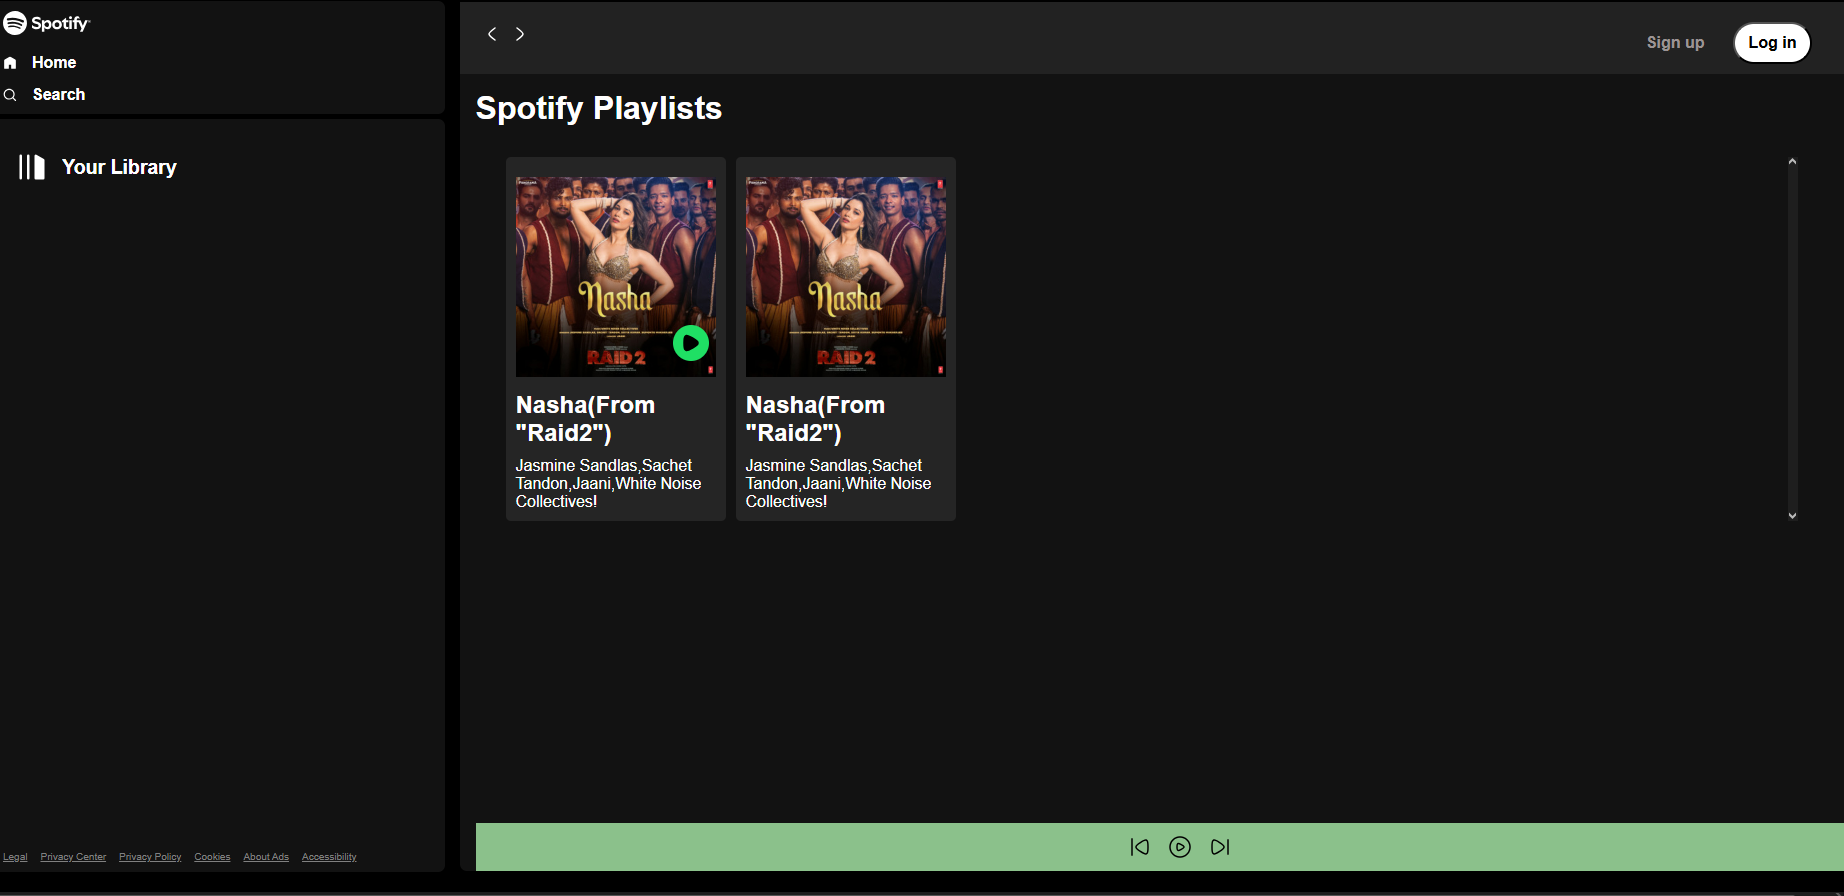 Spotify
Home
Search
Your Library
Legal Privacy Center Privacy Policy Cookies About Ads Accessibility
Sign up Log in
Spotify Playlists
Nasha
RAID 2
Nasha(From
"Raid2")
Jasmine Sandlas,Sachet
Tandon,Jaani,White Noise
Collectives!
Nasha
RAID 2
Nasha(From
"Raid2")
Jasmine Sandlas,Sachet
Tandon,Jaani,White Noise
Collectives!